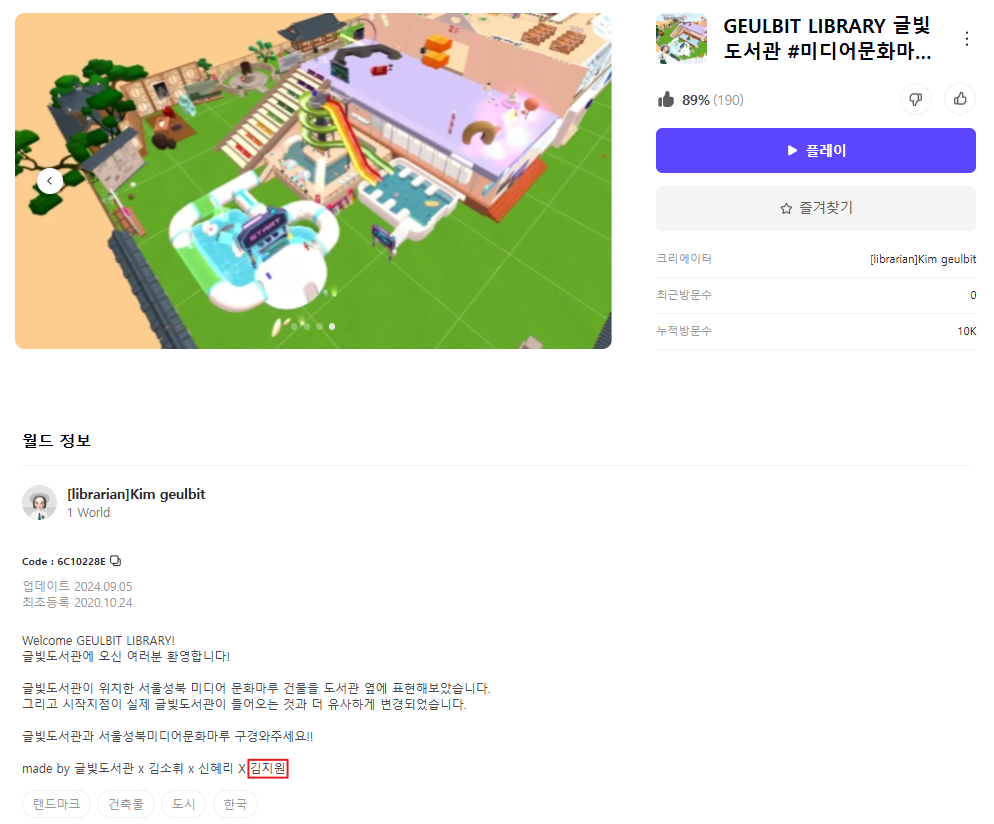 START
GEULBIT LIBRARY 글빛
도서관 #미디어문화마...
89% (190)
플레이
즐겨찾기
크리에이터 [librarian]Kim geulbit
최근방문수 0
누적방문수 10K
월드 정보
[librarian]Kim geulbit
1 World
Code : 6C10228E
업데이트 2024.09.05
최초등록 2020.10.24
Welcome GEULBIT LIBRARY!
글빛도서관에 오신 여러분 환영합니다!
글빛도서관이 위치한 서울성북 미디어 문화마루 건물을 도서관 옆에 표현해보았습니다.
그리고 시작지점이 실제 글빛도서관이 들어오는 것과 더 유사하게 변경되었습니다.
글빛도서관과 서울성북미디어문화마루 구경와주세요!!
made by 글빛도서관 x 김소휘 x 신혜리 X 김지원
랜드마크 건축물 도시 한국